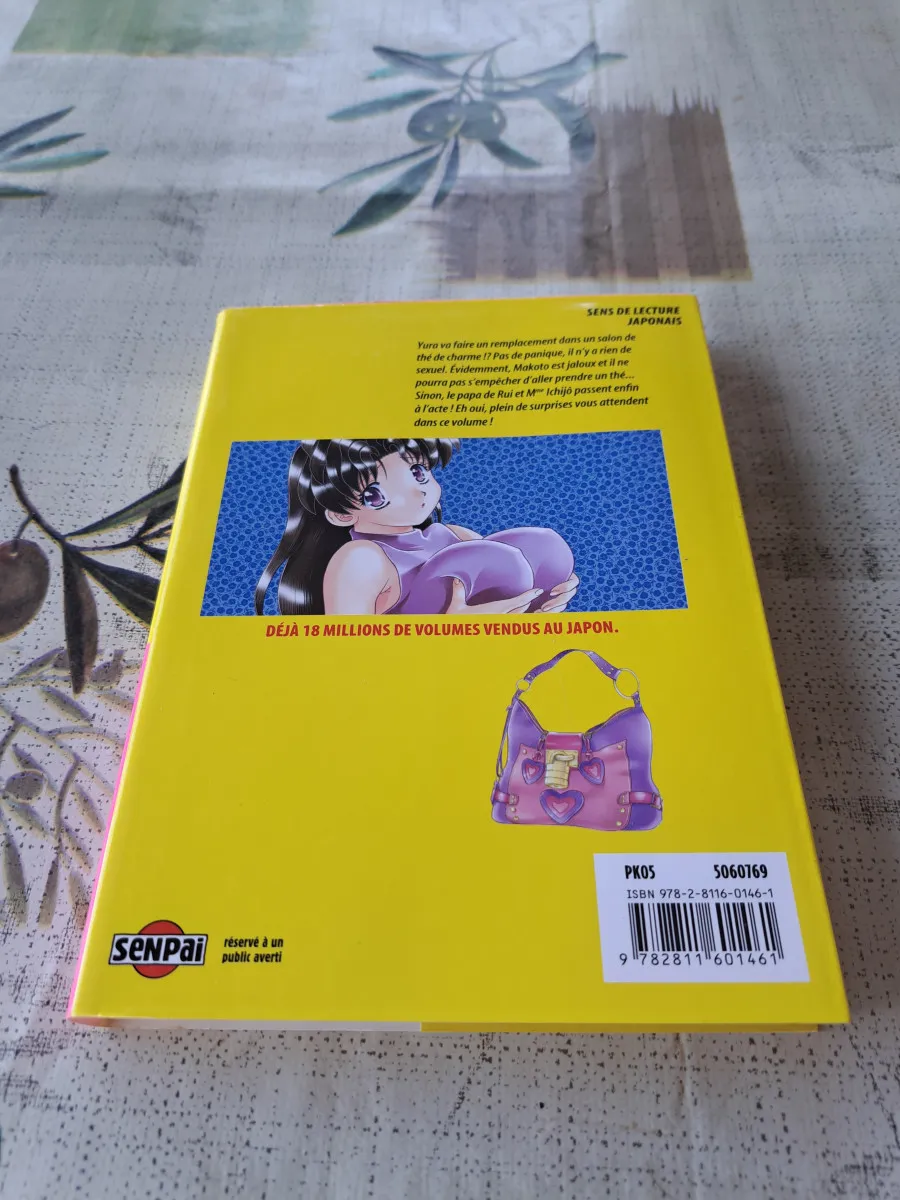 SENS DE LECTURE
JAPONAIS
Yura va faire un remplacement dans un salon de
thé de charme !? Pas de panique, il n'y a rien de
sexuel. Évidemment, Makoto est jaloux et il ne
pourra pas s'empêcher d'aller prendre un thé...
Sinon, le papa de Rui et Mme Ichijô passent enfin
à l'acte ! Eh oui, plein de surprises vous attendent
dans ce volume !
DÉJÀ 18 MILLIONS DE VOLUMES VENDUS AU JAPON.
PK05 5060769
ISBN 978-2-8116-0146-1
9 782811 601461
SENPAI
réservé à un
public averti